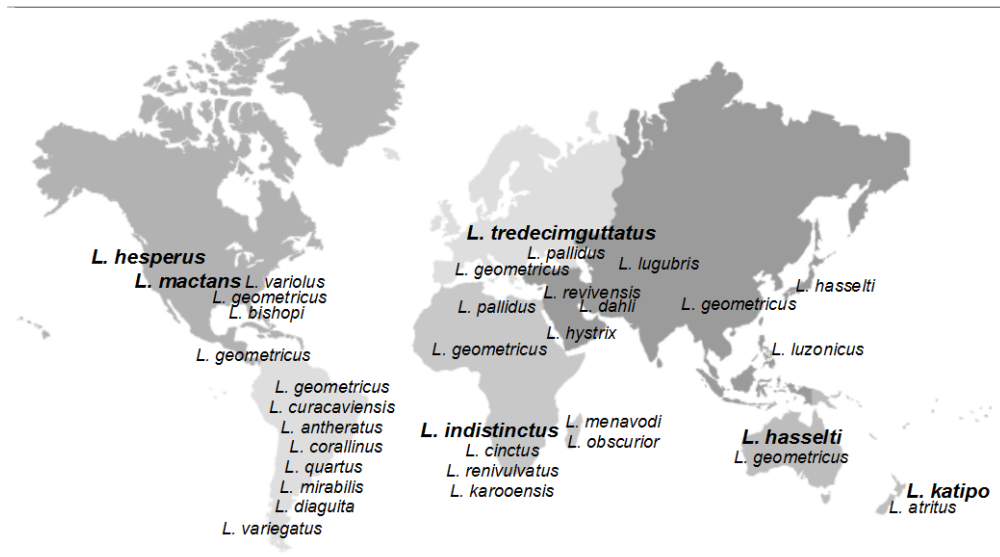 L. hesperus
L. mactans
L. variolus
L. geometricus
L. bishopi
L. geometricus
L. geometricus
L. curacaviensis
L. antheratus
L. corallinus
L. quartus
L. mirabilis
L. diaguita
L. variegatus
L. tredecimguttatus
L. pallidus
L. geometricus
L. lugubris
L. revivensis
L. pallidus
L. dahli
L. hystrix
L. geometricus
L. indistinctus
L. cinctus
L. renivulvatus
L. karooensis
L. menavodi
L. obscurior
L. hasselti
L. geometricus
L. luzonicus
L. hasselti
L. geometricus
L. katipo
L. atritus